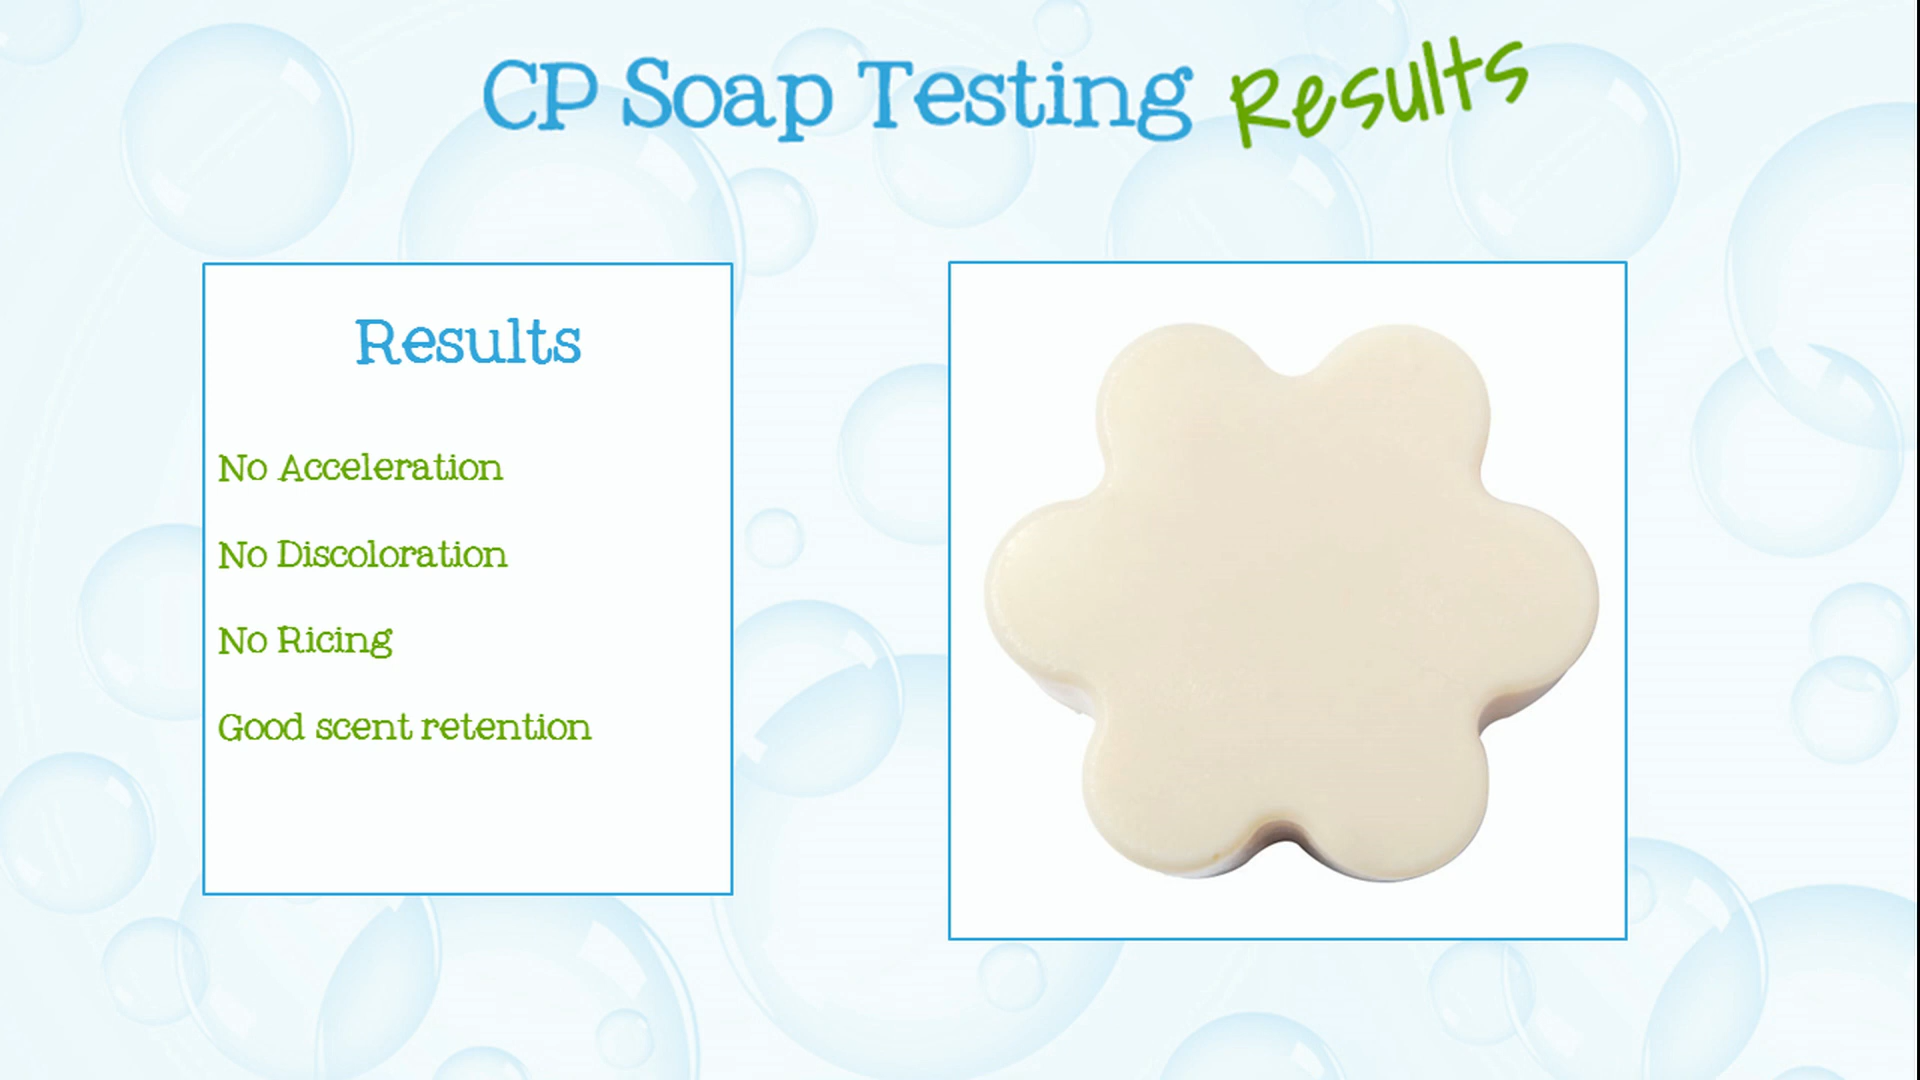 CP Soap Testing Results
Results
No Acceleration
No Discoloration
No Ricing
Good scent retention